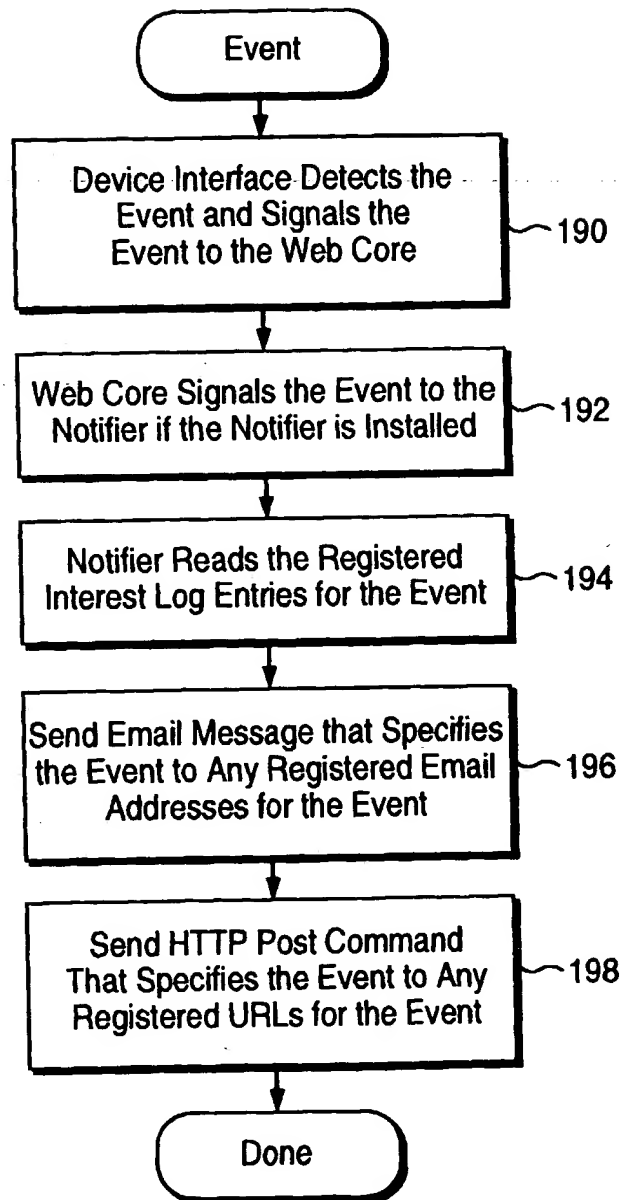 Event
Device Interface Detects the
Event and Signals the
Event to the Web Core
190
Web Core Signals the Event to the
Notifier if the Notifier is Installed
192
Notifier Reads the Registered
Interest Log Entries for the Event
194
Send Email Message that Specifies
the Event to Any Registered Email
Addresses for the Event
196
Send HTTP Post Command
That Specifies the Event to Any
Registered URLs for the Event
198
Done